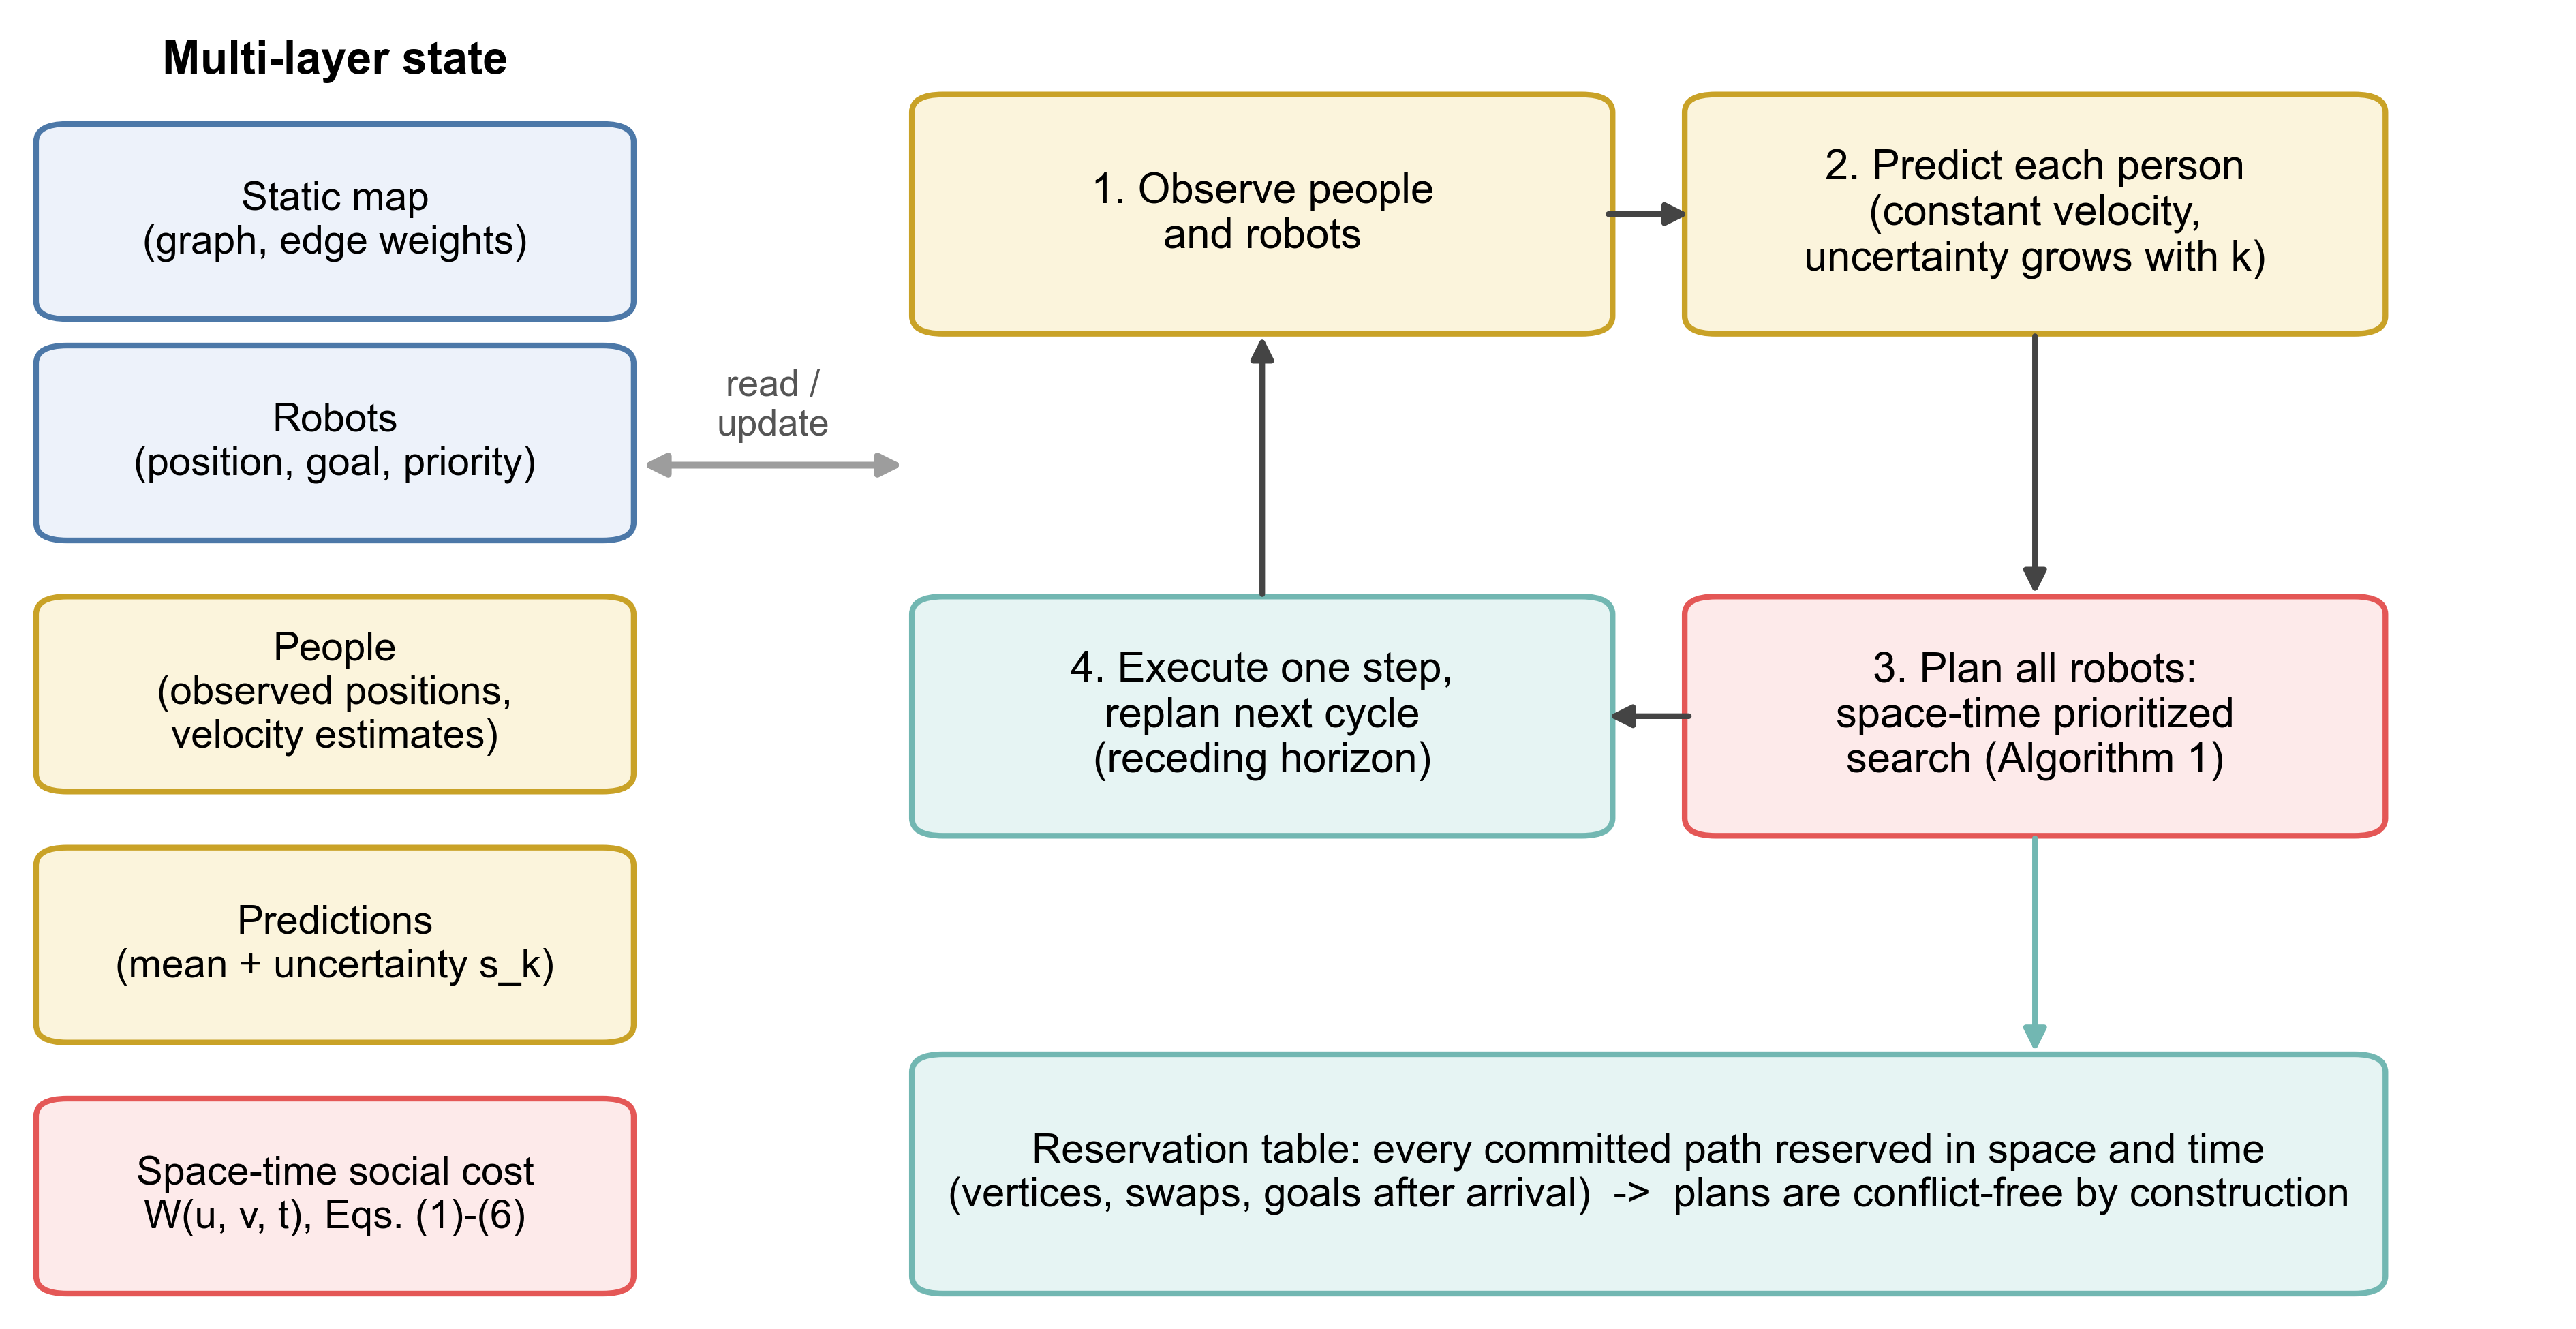 Multi-layer state
Static map
(graph, edge weights)
Robots
(position, goal, priority)
People
(observed positions,
velocity estimates)
Predictions
(mean + uncertainty s_k)
Space-time social cost
W(u, v, t), Eqs. (1)-(6)
read /
update
1. Observe people
and robots
2. Predict each person
(constant velocity,
uncertainty grows with k)
3. Plan all robots:
space-time prioritized
search (Algorithm 1)
4. Execute one step,
replan next cycle
(receding horizon)
Reservation table: every committed path reserved in space and time
(vertices, swaps, goals after arrival)  ->  plans are conflict-free by construction